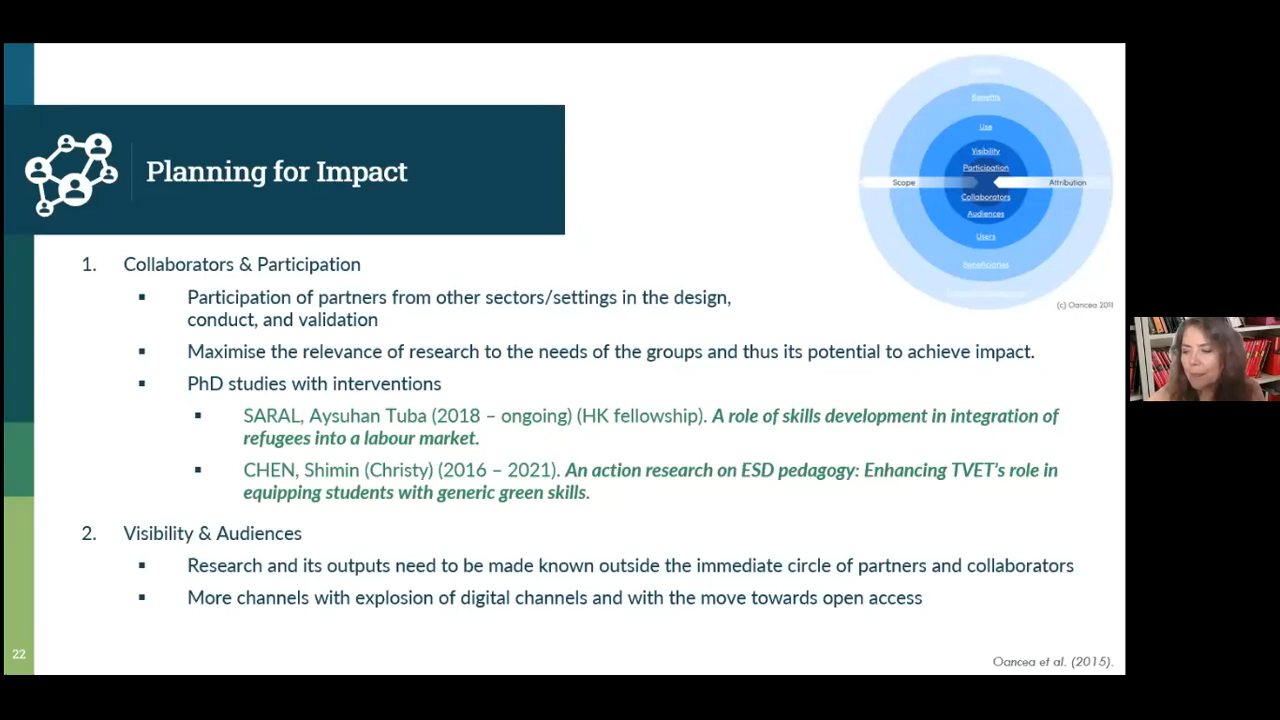 Planning for Impact
Benefits
Use
Visibility
Participation
Scope
Attribution
Collaborators
Audiences
Users
Beneficiaries
(c) Oancea 2011
1. Collaborators & Participation
▪ Participation of partners from other sectors/settings in the design,
conduct, and validation
▪ Maximise the relevance of research to the needs of the groups and thus its potential to achieve impact.
▪ PhD studies with interventions
▪ SARAL, Aysuhan Tuba (2018 – ongoing) (HK fellowship). A role of skills development in integration of
refugees into a labour market.
▪ CHEN, Shimin (Christy) (2016 – 2021). An action research on ESD pedagogy: Enhancing TVET's role in
equipping students with generic green skills.
2. Visibility & Audiences
▪ Research and its outputs need to be made known outside the immediate circle of partners and collaborators
▪ More channels with explosion of digital channels and with the move towards open access
22
Oancea et al. (2015).